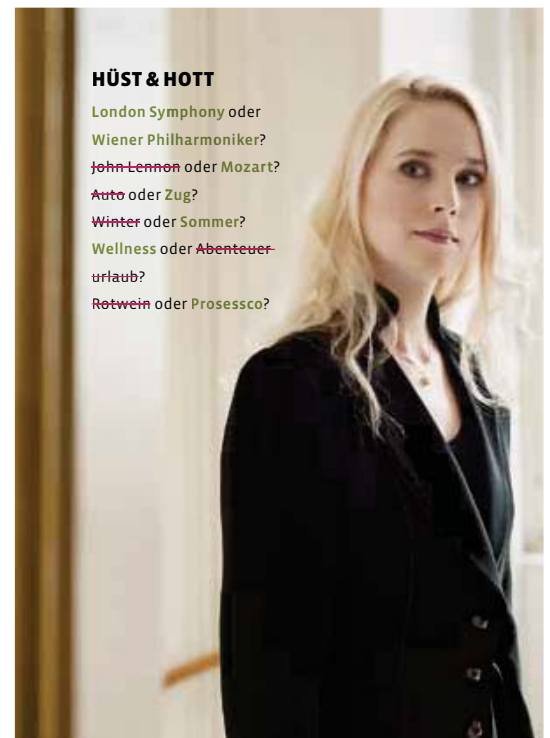 HÜST & HOTT
London Symphony oder
Wiener Philharmoniker?
John Lennon oder Mozart?
Auto oder Zug?
Winter oder Sommer?
Wellness oder Abenteuer-
urlaub?
Rotwein oder Prosessco?